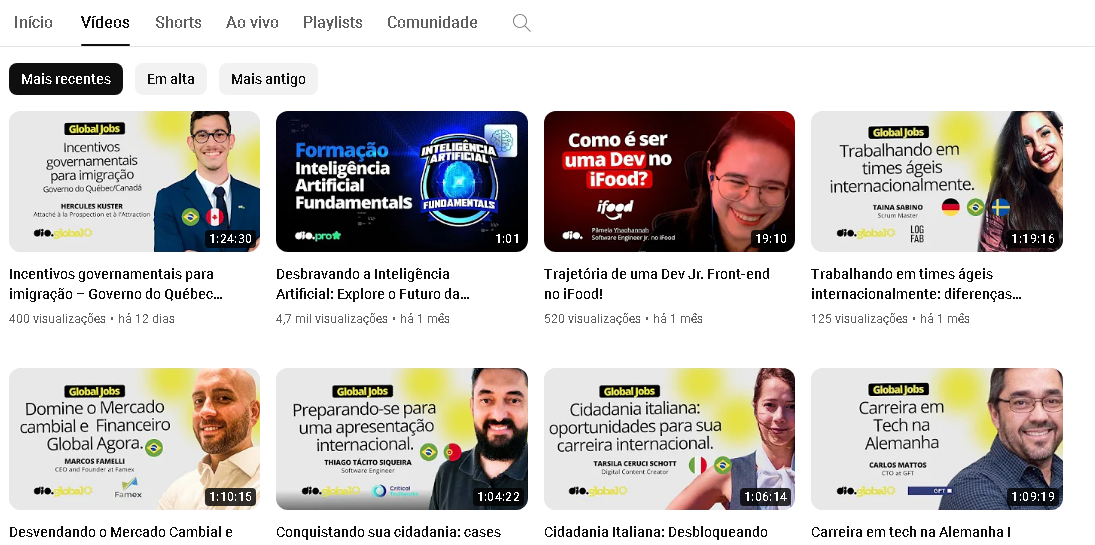 Início Vídeos Shorts Ao vivo Playlists Comunidade
Mais recentes Em alta Mais antigo
Global Jobs
Incentivos
governamentais
para imigração
Governo do Québec/Canadá
HERCULES KUSTER
Attaché à la Prospection et à l'Attraction
dio.globalO
1:24:30
Formação
Inteligência
Artificial
Fundamentals
INTELIGÊNCIA
ARTIFICIAL
FUNDAMENTALS
dio.pro
1:01
Como é ser
uma Dev no
iFood?
ifood
dio.
Pâmela Yhaohannah
Software Engineer Jr. no iFood
19:10
Global Jobs
Trabalhando em
times ágeis
internacionalmente.
TAINA SABINO
Scrum Master
dio.globalO
LOG
FAB
1:19:16
Incentivos governamentais para
imigração – Governo do Québec...
400 visualizações • há 12 dias
Desbravando a Inteligência
Artificial: Explore o Futuro da...
4,7 mil visualizações • há 1 mês
Trajetória de uma Dev Jr. Front-end
no iFood!
520 visualizações • há 1 mês
Trabalhando em times ágeis
internacionalmente: diferenças...
125 visualizações • há 1 mês
Global Jobs
Domine o Mercado
cambial e Financeiro
Global Agora.
MARCOS FAMELLI
CEO and Founder at Famex
dio.globalO
Famex
1:10:15
Global Jobs
Preparando-se para
uma apresentação
internacional.
THIAGO TÁCITO SIQUEIRA
Software Engineer
dio.globalO
Critical
1:04:22
Global Jobs
Cidadania italiana:
oportunidades para sua
carreira internacional.
TARSILA CERUCI SCHOTT
Digital Content Creator
dio.globalO
1:06:14
Global Jobs
Carreira em
Tech na
Alemanha
CARLOS MATTOS
CTO at GFT
dio.globalO
GFT
1:09:19
Desvendando o Mercado Cambial e
Conquistando sua cidadania: cases
Cidadania Italiana: Desbloqueando
Carreira em tech na Alemanha I